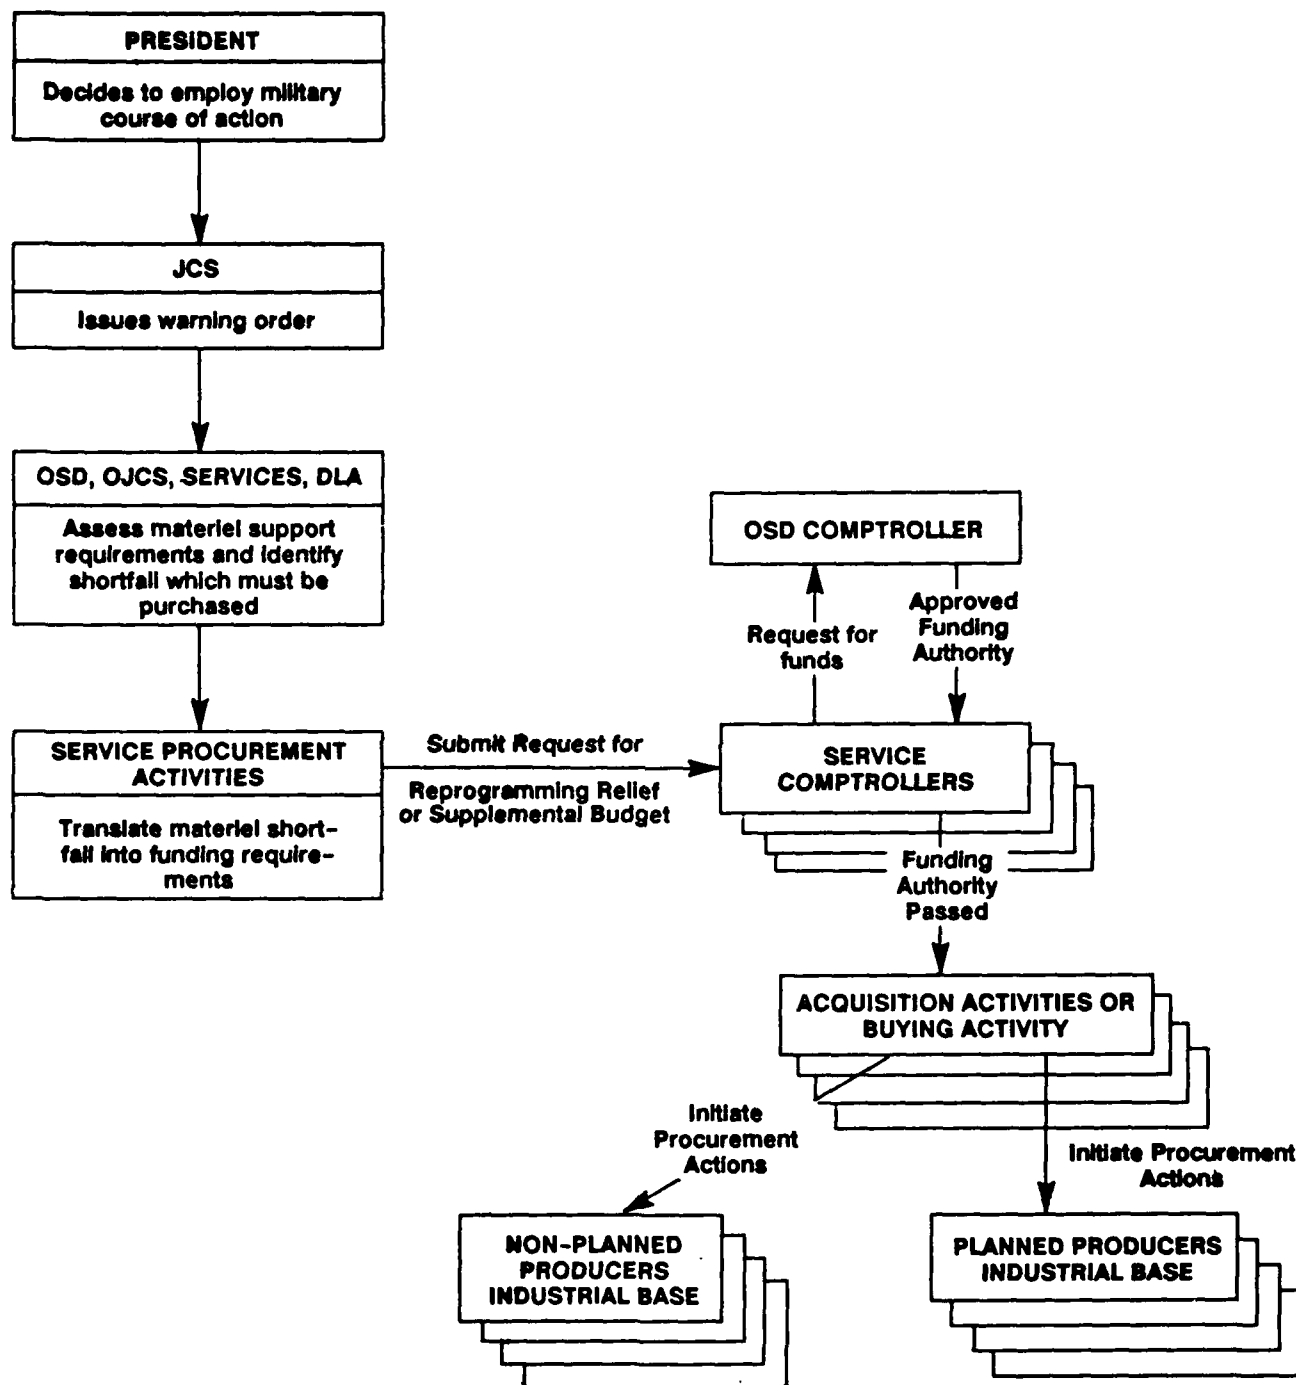 PRESIDENT
Decides to employ military
course of action
JCS
Issues warning order
OSD, OJCS, SERVICES, DLA
Assess materiel support
requirements and identify
shortfall which must be
purchased
SERVICE PROCUREMENT
ACTIVITIES
Translate materiel short-
fall into funding require-
ments
Submit Request for
Reprogramming Relief
or Supplemental Budget
OSD COMPTROLLER
Request for
funds
Approved
Funding
Authority
SERVICE
COMPTROLLERS
Funding
Authority
Passed
ACQUISITION ACTIVITIES OR
BUYING ACTIVITY
Initiate
Procurement
Actions
Initiate Procurement
Actions
NON-PLANNED
PRODUCERS
INDUSTRIAL BASE
PLANNED PRODUCERS
INDUSTRIAL BASE